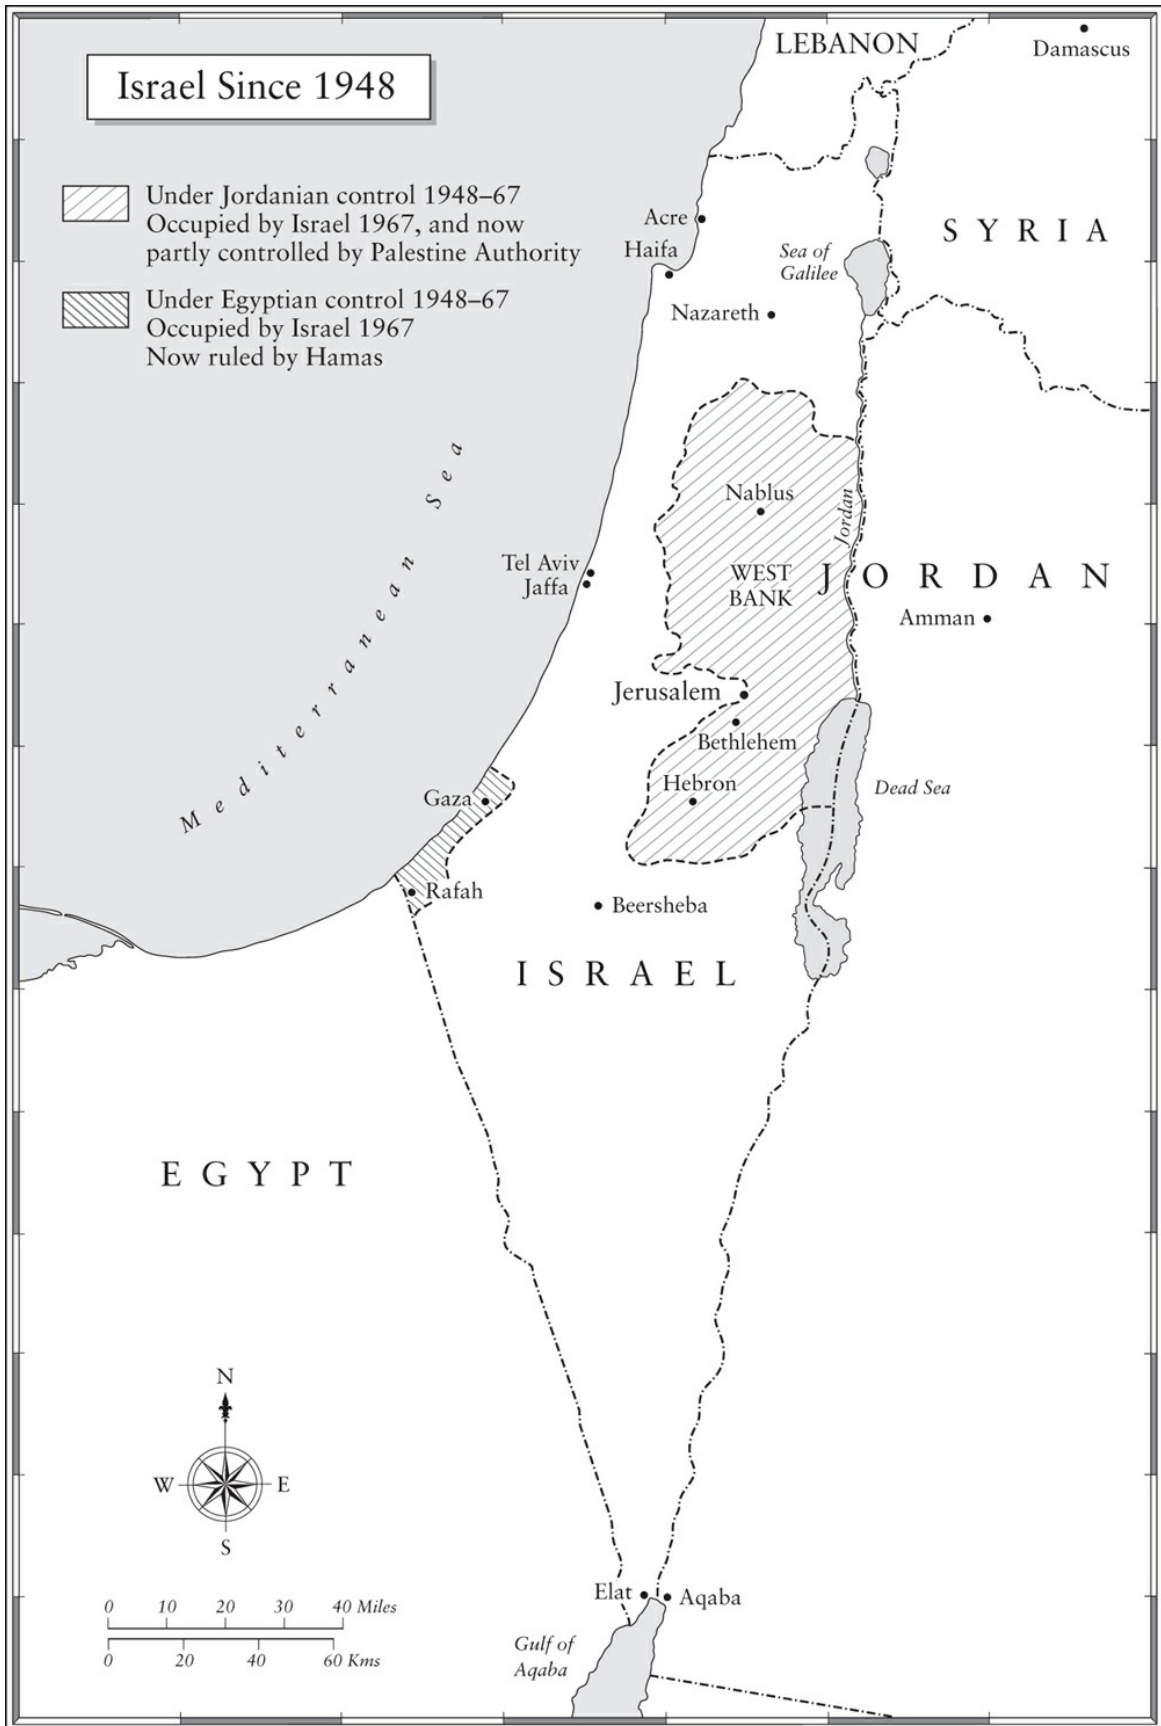 Israel Since 1948
LEBANON
Damascus
Under Jordanian control 1948–67
Occupied by Israel 1967, and now
partly controlled by Palestine Authority
Under Egyptian control 1948–67
Occupied by Israel 1967
Now ruled by Hamas
Acre
Haifa
Sea of
Galilee
SYRIA
Nazareth
Mediterranean Sea
Nablus
Jordan
Tel Aviv
Jaffa
WEST
BANK
JORDAN
Amman
Jerusalem
Bethlehem
Hebron
Dead Sea
Gaza
Rafah
Beersheba
ISRAEL
EGYPT
N
W
E
S
0 10 20 30 40 Miles
0 20 40 60 Kms
Elat
Aqaba
Gulf of
Aqaba